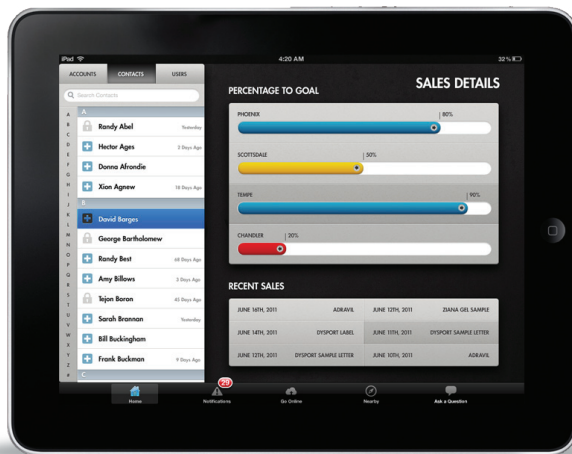 iPad 4:20 AM 32%
ACCOUNTS CONTACTS USERS
Search Contacts
A
B
C
D
E
F
G
H
I
J
K
L
M
N
O
P
Q
R
S
T
U
V
W
X
Y
Z
#
A
Randy Abel Yesterday
Hector Ages 2 Days Ago
Donna Afrondie
Xion Agnew 18 Days Ago
B
David Barges
George Bartholomew
Randy Best 68 Days Ago
Amy Billows 3 Days Ago
Tejon Boron 45 Days Ago
Sarah Brannan Yesterday
Bill Buckingham
Frank Buckman 9 Days Ago
C
SALES DETAILS
PERCENTAGE TO GOAL
PHOENIX 80%
SCOTTSDALE 50%
TEMPE 90%
CHANDLER 20%
RECENT SALES
JUNE 16TH, 2011 ADRAVIL JUNE 12TH, 2011 ZIANA GEL SAMPLE
JUNE 14TH, 2011 DYSPORT LABEL JUNE 11TH, 2011 DYSPORT SAMPLE LETTER
JUNE 12TH, 2011 DYSPORT SAMPLE LETTER JUNE 10TH, 2011 ADRAVIL
29
Home Notifications Go Online Nearby Ask a Question